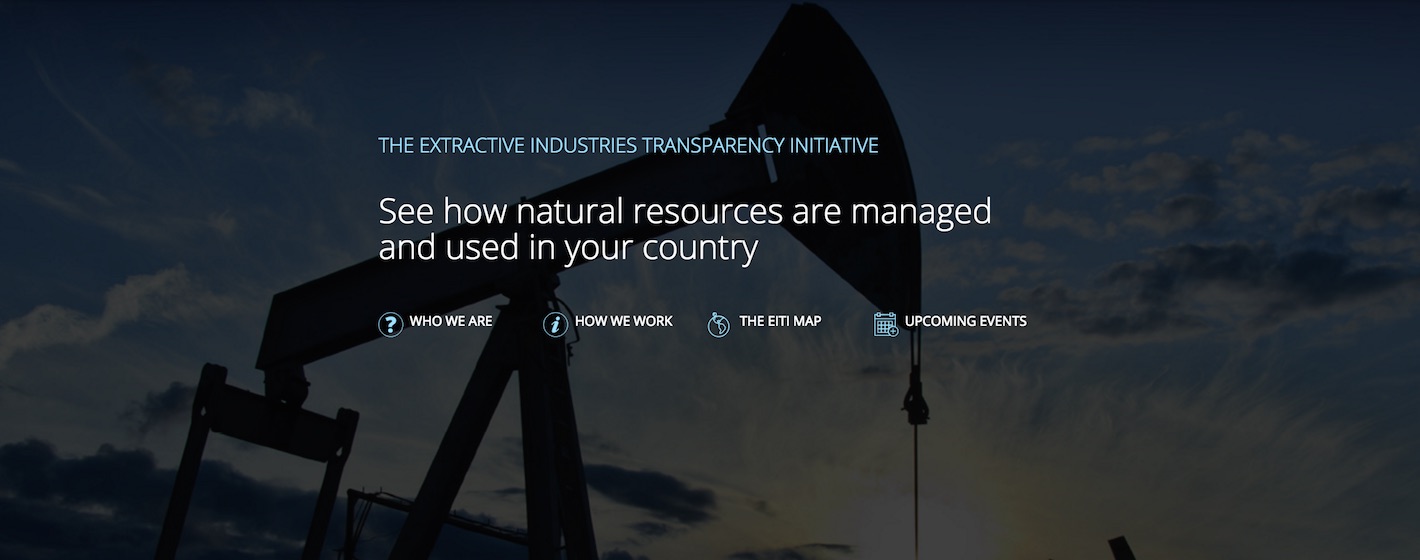 THE EXTRACTIVE INDUSTRIES TRANSPARENCY INITIATIVE
See how natural resources are managed
and used in your country
WHO WE ARE HOW WE WORK THE EITI MAP UPCOMING EVENTS